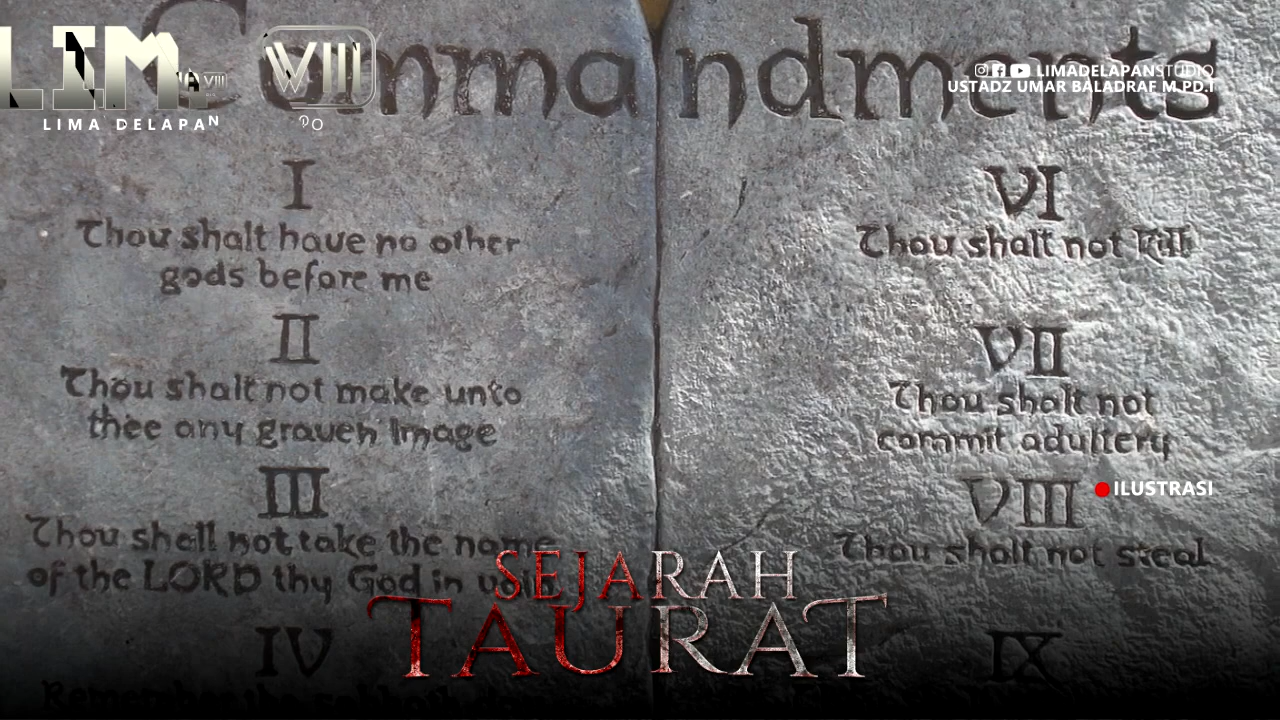 LIM
VIII
LIMA DELAPAN
VIII
Commandments
LIMADELAPANSTUDIO
USTADZ UMAR BALADRAF M.PD.I
I
Thou shalt have no other
gods before me
II
Thou shalt not make unto
thee any graven Image
III
Thou shall not take the name
of the LORD thy God in vain
IV
VI
Thou shalt not kill
VII
Thou shalt not
commit adultery
VIII
ILUSTRASI
Thou shalt not steal
IX
SEJARAH
TAURAT